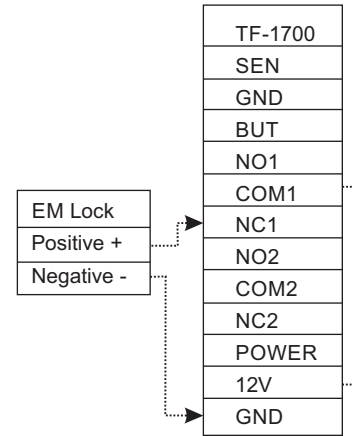 EM Lock
Positive +
Negative -
TF-1700
SEN
GND
BUT
NO1
COM1
NC1
NO2
COM2
NC2
POWER
12V
GND